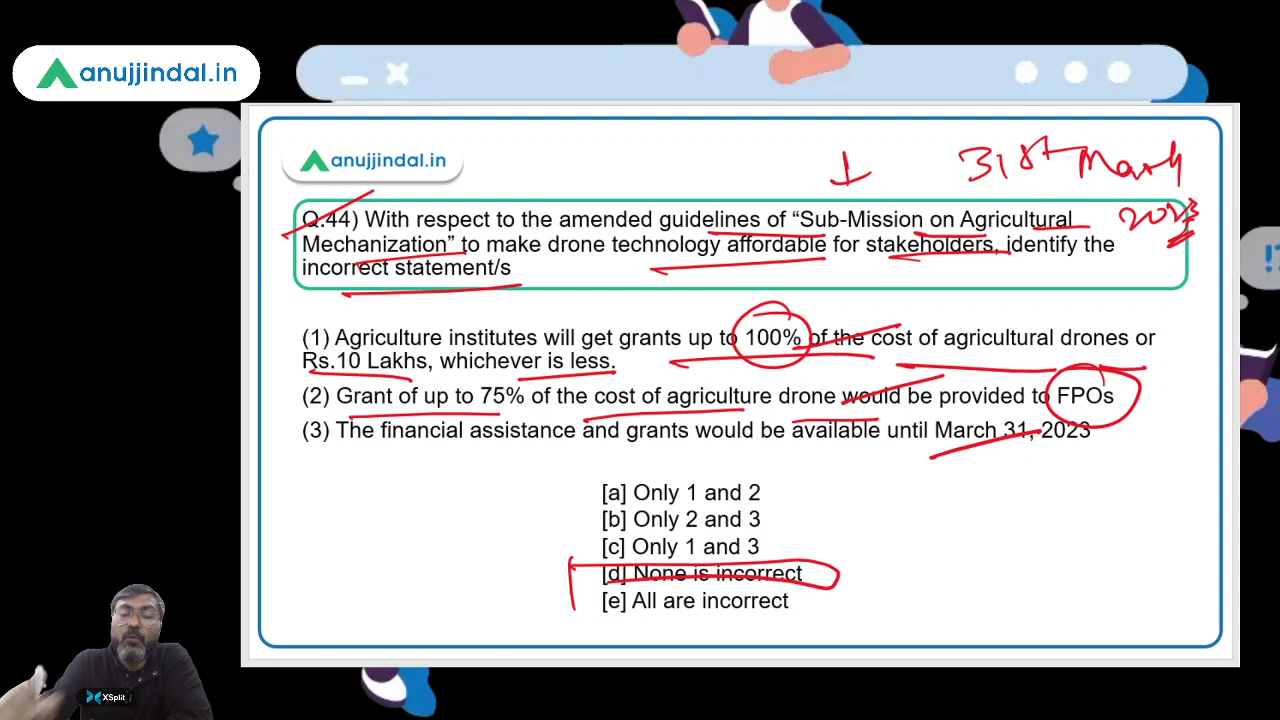 anujjindal.in
anujjindal.in
1
31st March
2023
Q.44) With respect to the amended guidelines of “Sub-Mission on Agricultural
Mechanization” to make drone technology affordable for stakeholders, identify the
incorrect statement/s
(1) Agriculture institutes will get grants up to 100% of the cost of agricultural drones or
Rs.10 Lakhs, whichever is less.
(2) Grant of up to 75% of the cost of agriculture drone would be provided to FPOs
(3) The financial assistance and grants would be available until March 31, 2023
[a] Only 1 and 2
[b] Only 2 and 3
[c] Only 1 and 3
[d] None is incorrect
[e] All are incorrect
XSplit